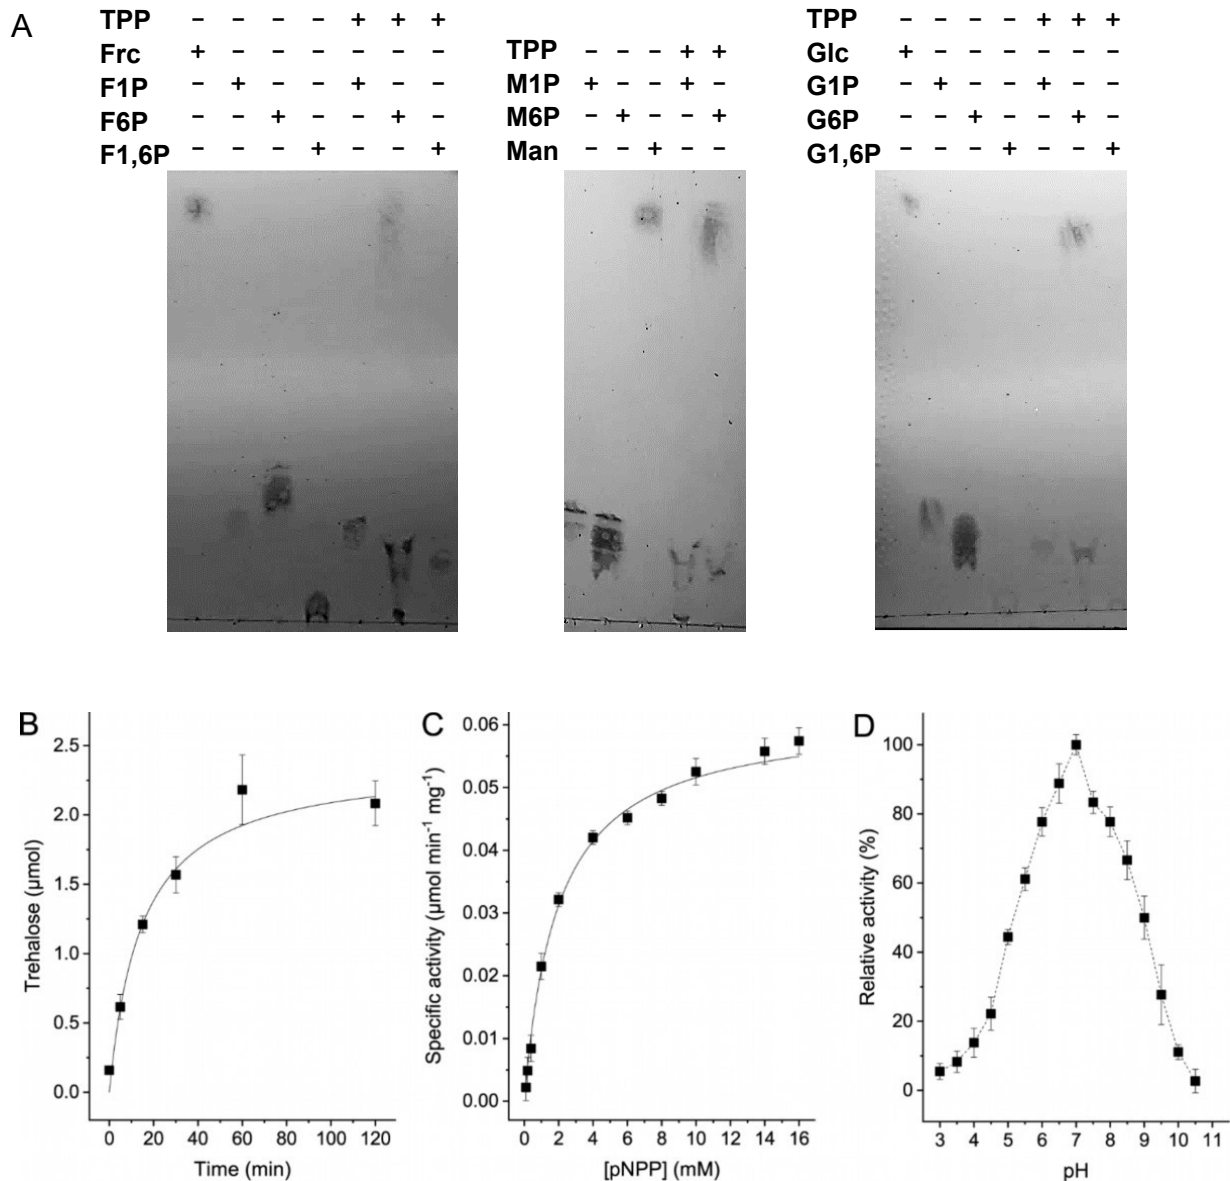 A
TPP − − − − + + +
Frc + − − − − − −
F1P − + − − + − −
F6P − − + − − + −
F1,6P − − − + − − +
TPP − − − + +
M1P + − − + −
M6P − + − − +
Man − − + − −
TPP − − − − + + +
Glc + − − − − − −
G1P − + − − + − −
G6P − − + − − + −
G1,6P − − − + − − +
B
Trehalose (μmol)
2.5
2.0
1.5
1.0
0.5
0.0
0 20 40 60 80 100 120
Time (min)
C
Specific activity (μmol min⁻¹ mg⁻¹)
0.06
0.05
0.04
0.03
0.02
0.01
0.00
0 2 4 6 8 10 12 14 16
[pNPP] (mM)
D
Relative activity (%)
100
80
60
40
20
0
3 4 5 6 7 8 9 10 11
pH